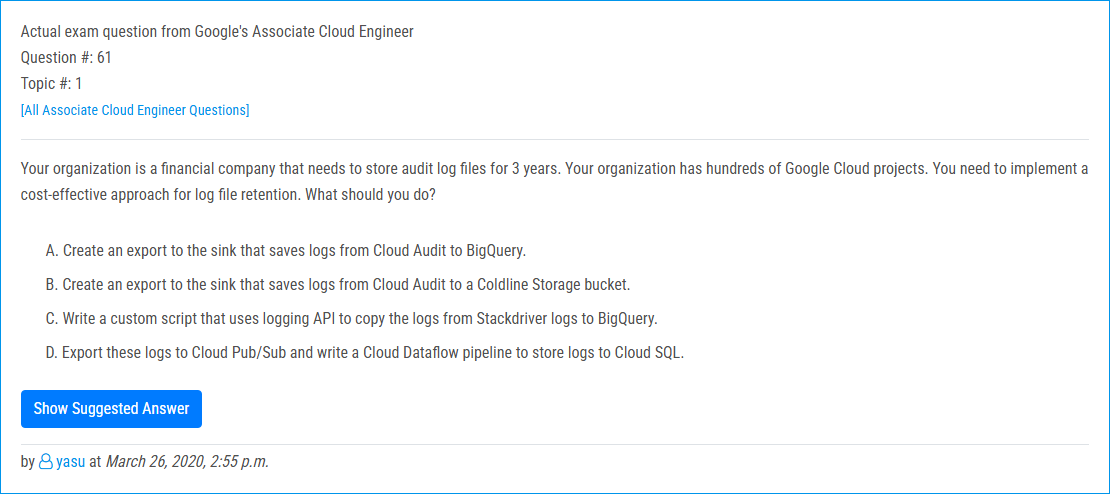 Actual exam question from Google's Associate Cloud Engineer
Question #: 61
Topic #: 1
[All Associate Cloud Engineer Questions]
Your organization is a financial company that needs to store audit log files for 3 years. Your organization has hundreds of Google Cloud projects. You need to implement a
cost-effective approach for log file retention. What should you do?
A. Create an export to the sink that saves logs from Cloud Audit to BigQuery.
B. Create an export to the sink that saves logs from Cloud Audit to a Coldline Storage bucket.
C. Write a custom script that uses logging API to copy the logs from Stackdriver logs to BigQuery.
D. Export these logs to Cloud Pub/Sub and write a Cloud Dataflow pipeline to store logs to Cloud SQL.
Show Suggested Answer
by yasu at March 26, 2020, 2:55 p.m.